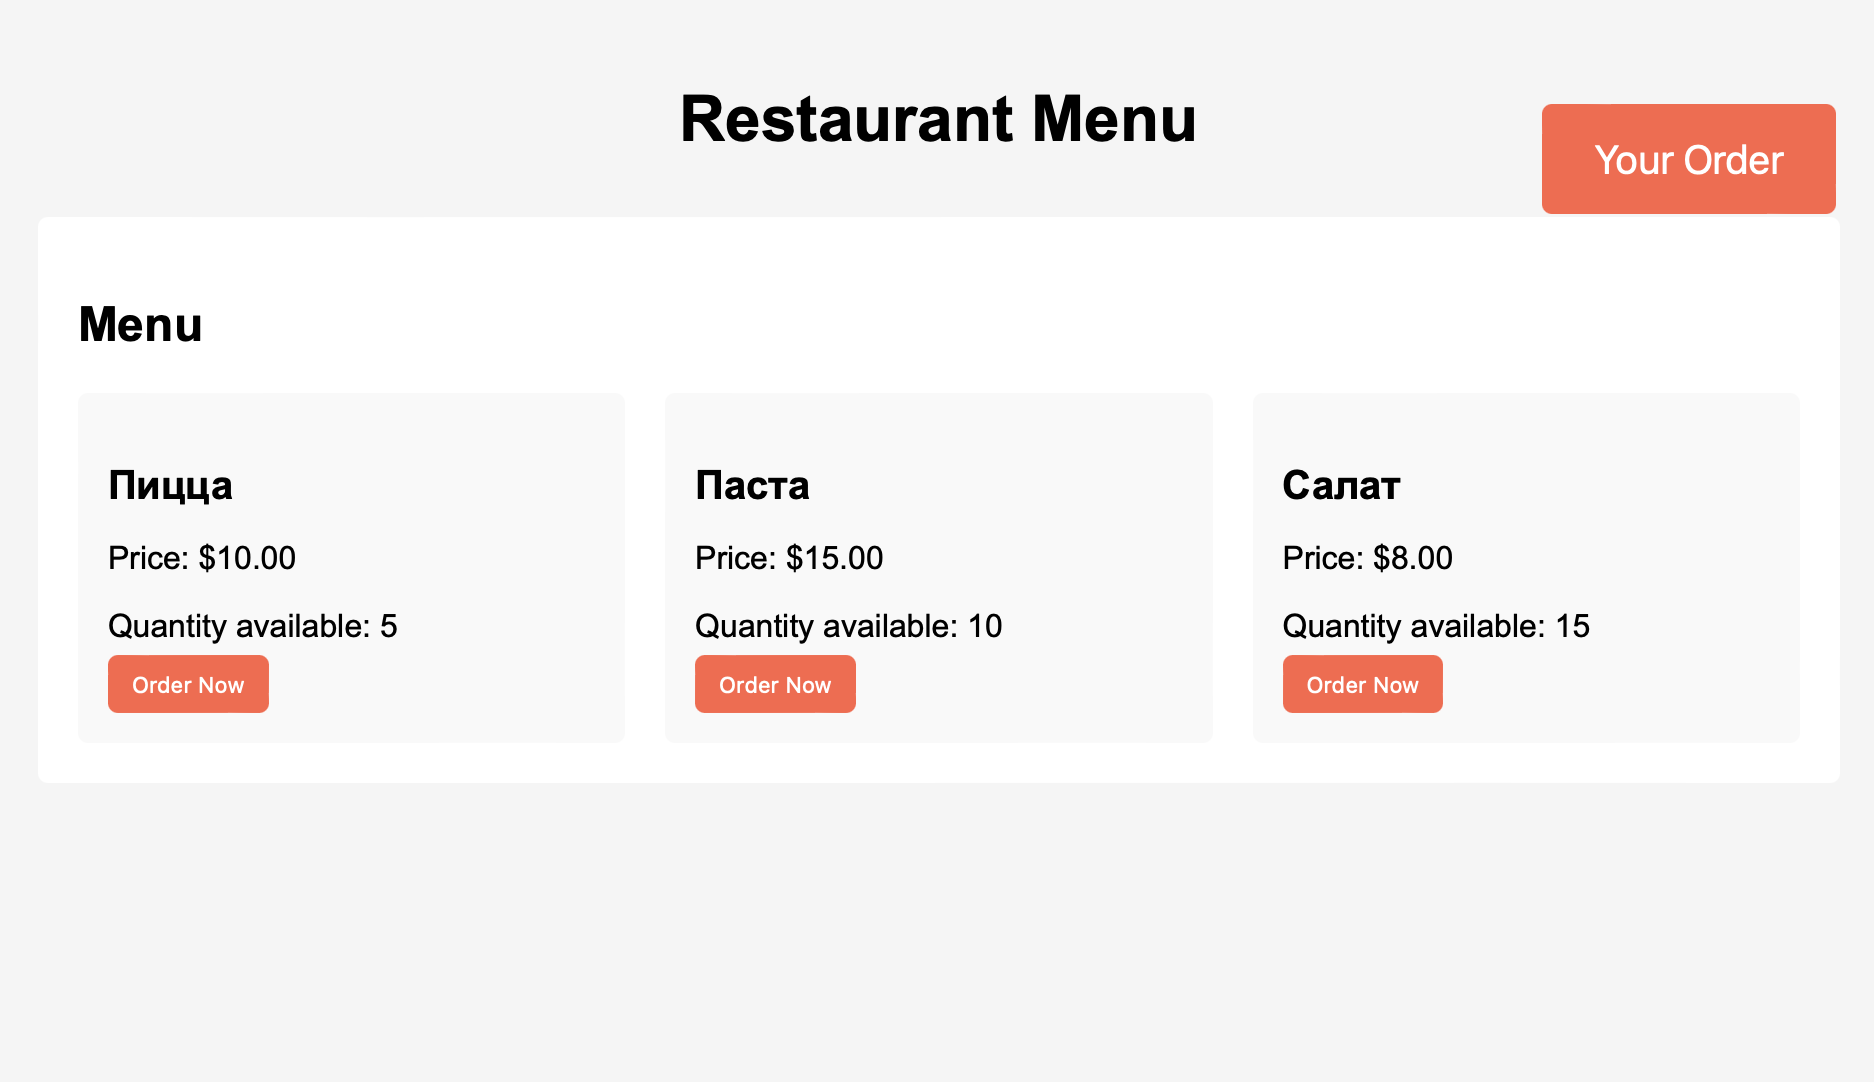 Restaurant Menu
Your Order
Menu
Пицца
Price: $10.00
Quantity available: 5
Order Now
Паста
Price: $15.00
Quantity available: 10
Order Now
Салат
Price: $8.00
Quantity available: 15
Order Now